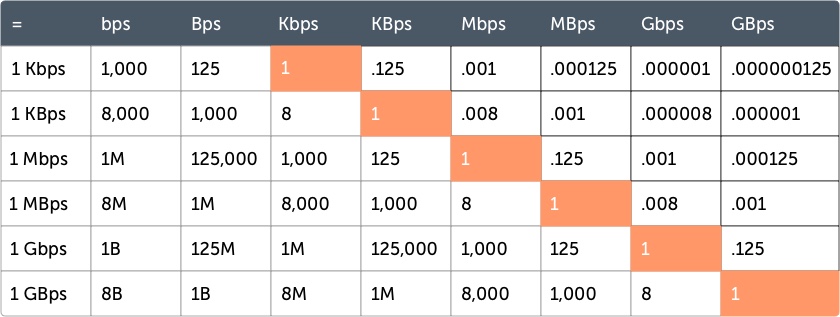 = bps Bps Kbps KBps Mbps MBps Gbps GBps
1 Kbps 1,000 125 1 .125 .001 .000125 .000001 .000000125
1 KBps 8,000 1,000 8 1 .008 .001 .000008 .000001
1 Mbps 1M 125,000 1,000 125 1 .125 .001 .000125
1 MBps 8M 1M 8,000 1,000 8 1 .008 .001
1 Gbps 1B 125M 1M 125,000 1,000 125 1 .125
1 GBps 8B 1B 8M 1M 8,000 1,000 8 1